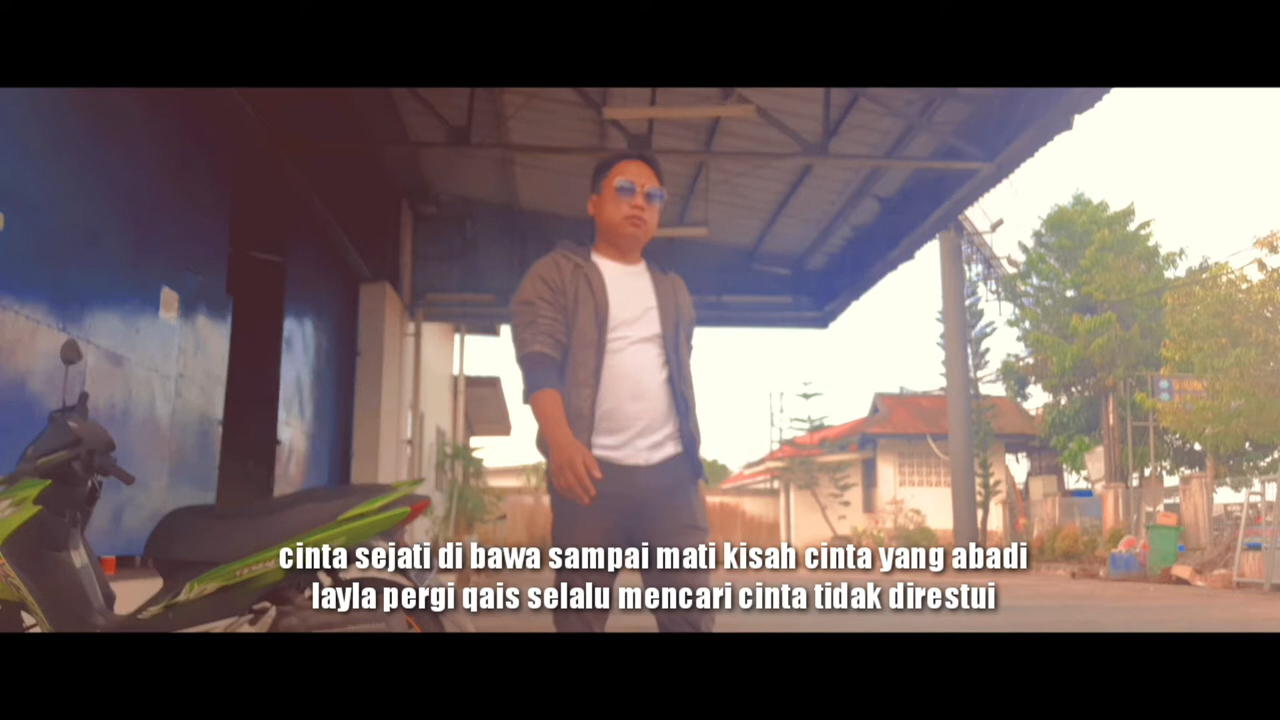 cinta sejati di bawa sampai mati kisah cinta yang abadi
layla pergi qais selalu mencari cinta tidak direstui